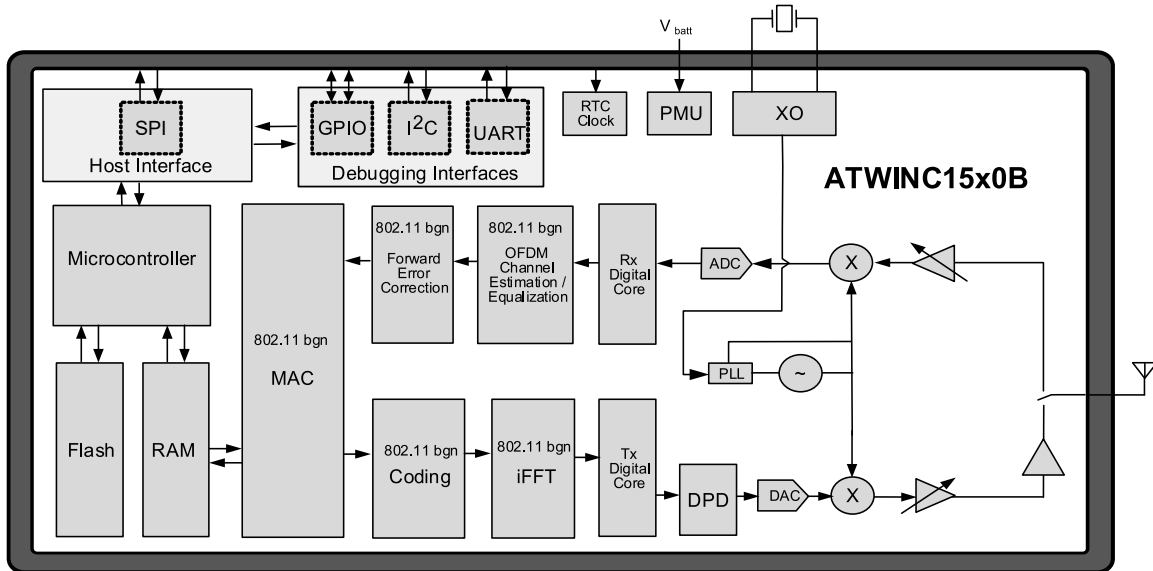 V batt
SPI
Host Interface
GPIO
I²C
UART
Debugging Interfaces
RTC
Clock
PMU
XO
ATWINC15x0B
Microcontroller
802.11 bgn
MAC
802.11 bgn
Forward
Error
Correction
802.11 bgn
OFDM
Channel
Estimation /
Equalization
Rx
Digital
Core
ADC
X
PLL
~
Flash
RAM
802.11 bgn
Coding
802.11 bgn
iFFT
Tx
Digital
Core
DPD
DAC
X